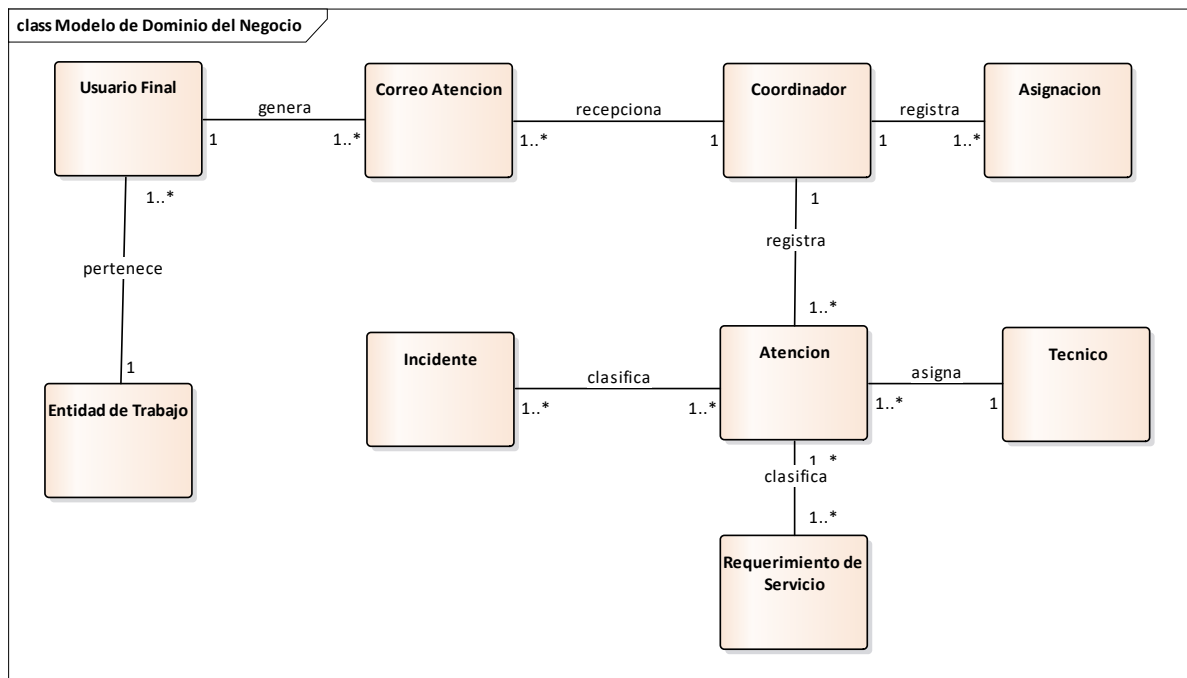 class Modelo de Dominio del Negocio
Usuario Final
genera
1
1..*
Correo Atencion
recepciona
1..*
1
Coordinador
registra
1
1..*
Asignacion
1..*
pertenece
1
Entidad de Trabajo
1
registra
1..*
Incidente
clasifica
1..*
1..*
Atencion
asigna
1..*
1
Tecnico
1..*
clasifica
1..*
Requerimiento de
Servicio